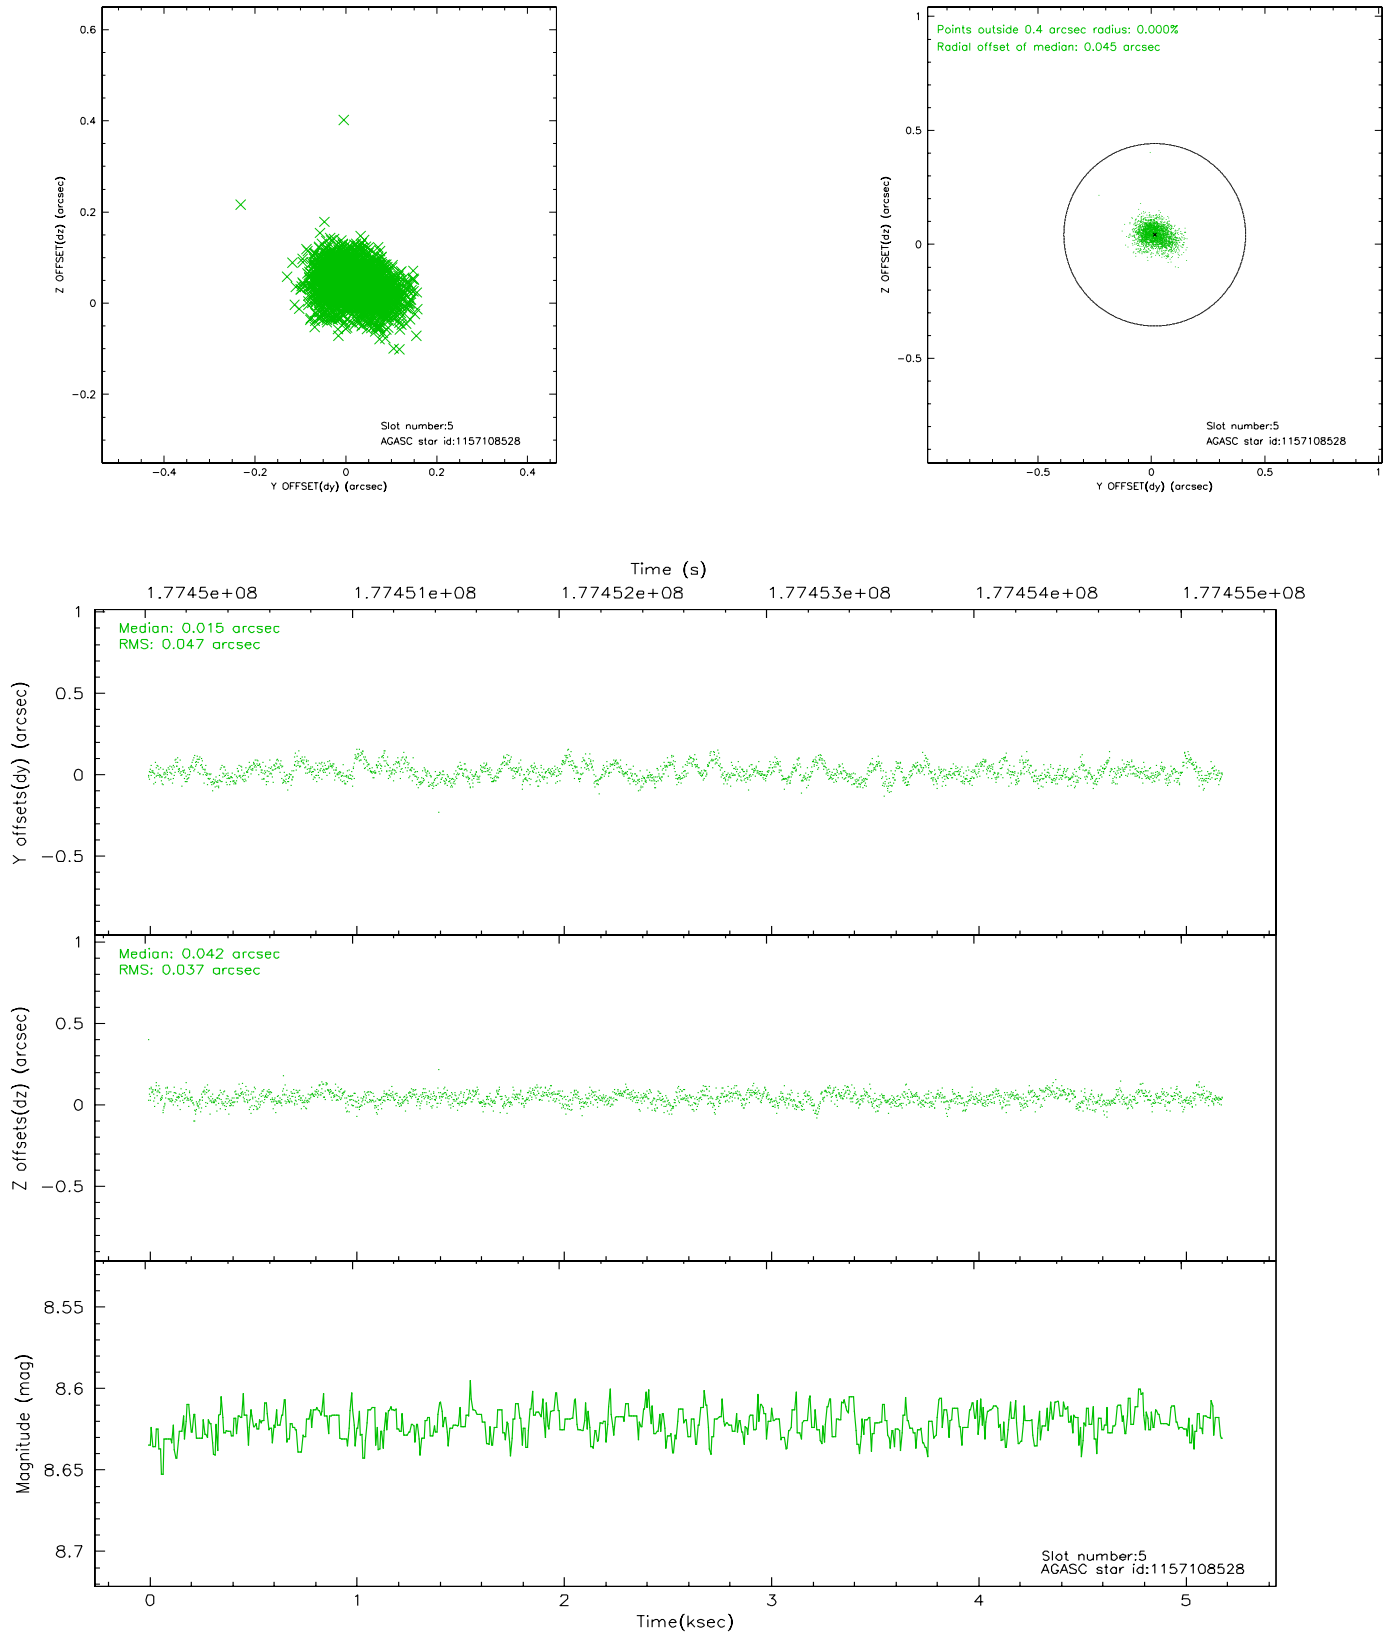 0.6
0.4
0.2
0
−0.2
Z OFFSET(dz) (arcsec)
Slot number:5
AGASC star id:1157108528
−0.4 −0.2 0 0.2 0.4
Y OFFSET(dy) (arcsec)
Points outside 0.4 arcsec radius: 0.000%
Radial offset of median: 0.045 arcsec
1
0.5
0
−0.5
Z OFFSET(dz) (arcsec)
Slot number:5
AGASC star id:1157108528
−0.5 0 0.5 1
Y OFFSET(dy) (arcsec)
Time (s)
1.7745e+08 1.77451e+08 1.77452e+08 1.77453e+08 1.77454e+08 1.77455e+08
Median: 0.015 arcsec
RMS: 0.047 arcsec
1
0.5
0
−0.5
Y offsets(dy) (arcsec)
Median: 0.042 arcsec
RMS: 0.037 arcsec
1
0.5
0
−0.5
Z offsets(dz) (arcsec)
8.55
8.6
8.65
8.7
Magnitude (mag)
Slot number:5
AGASC star id:1157108528
0 1 2 3 4 5
Time(ksec)